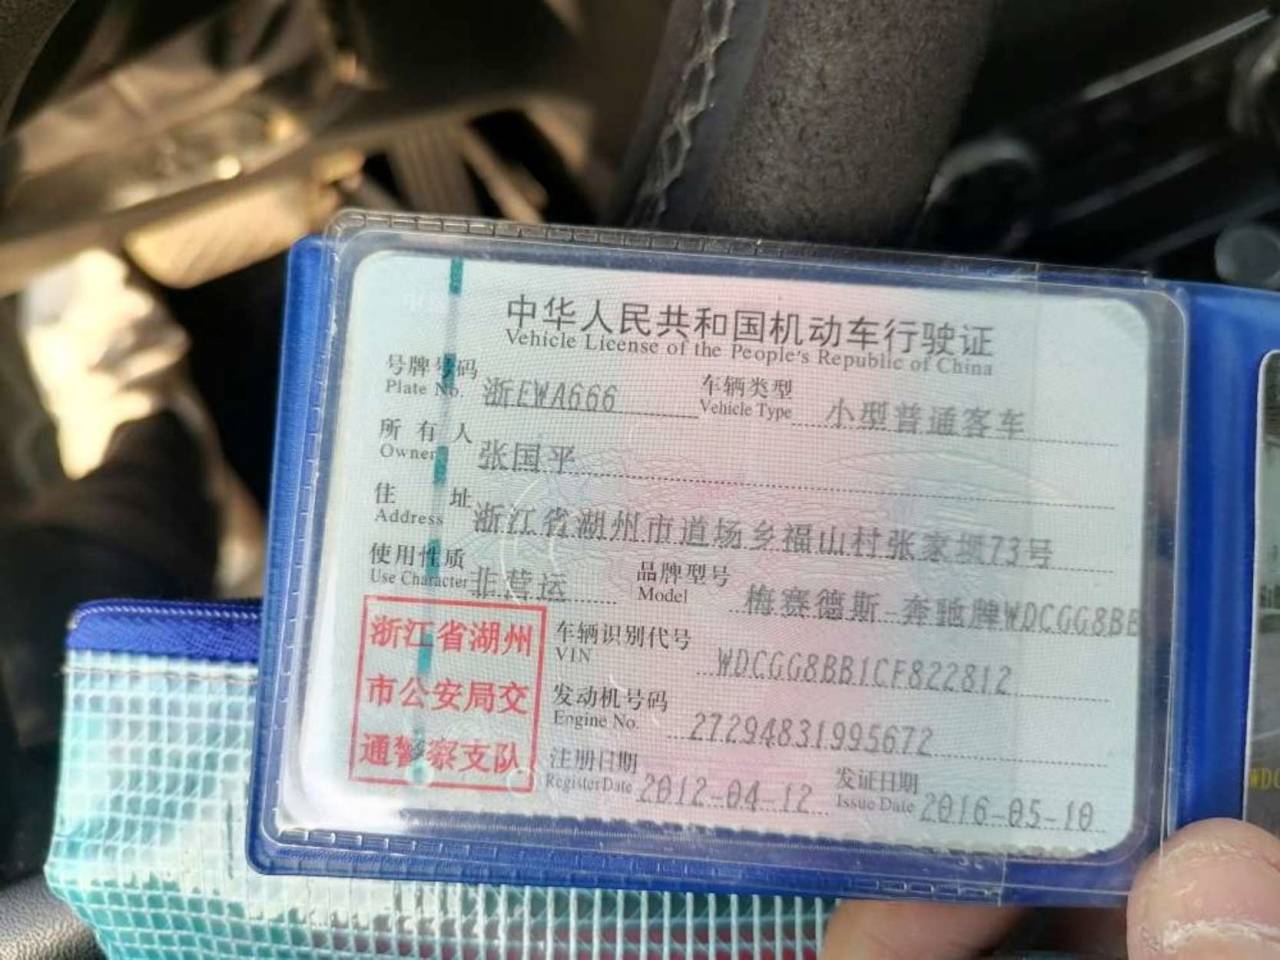 中华人民共和国机动车行驶证
Vehicle License of the People's Republic of China
号牌号码 浙EWA666 车辆类型 小型普通客车
Plate No. Vehicle Type
所有人 张国平
Owner
住址 浙江省湖州市道场乡福山村张家坝73号
Address
使用性质 非营运 品牌型号 梅赛德斯-奔驰牌WDCGG8BB
Use Character Model
浙江省湖州
市公安局交
通警察支队
车辆识别代号 WDCGG8BB1CF822812
VIN
发动机号码 27294831995672
Engine No.
注册日期 2012-04-12 发证日期 2016-05-10
Register Date Issue Date